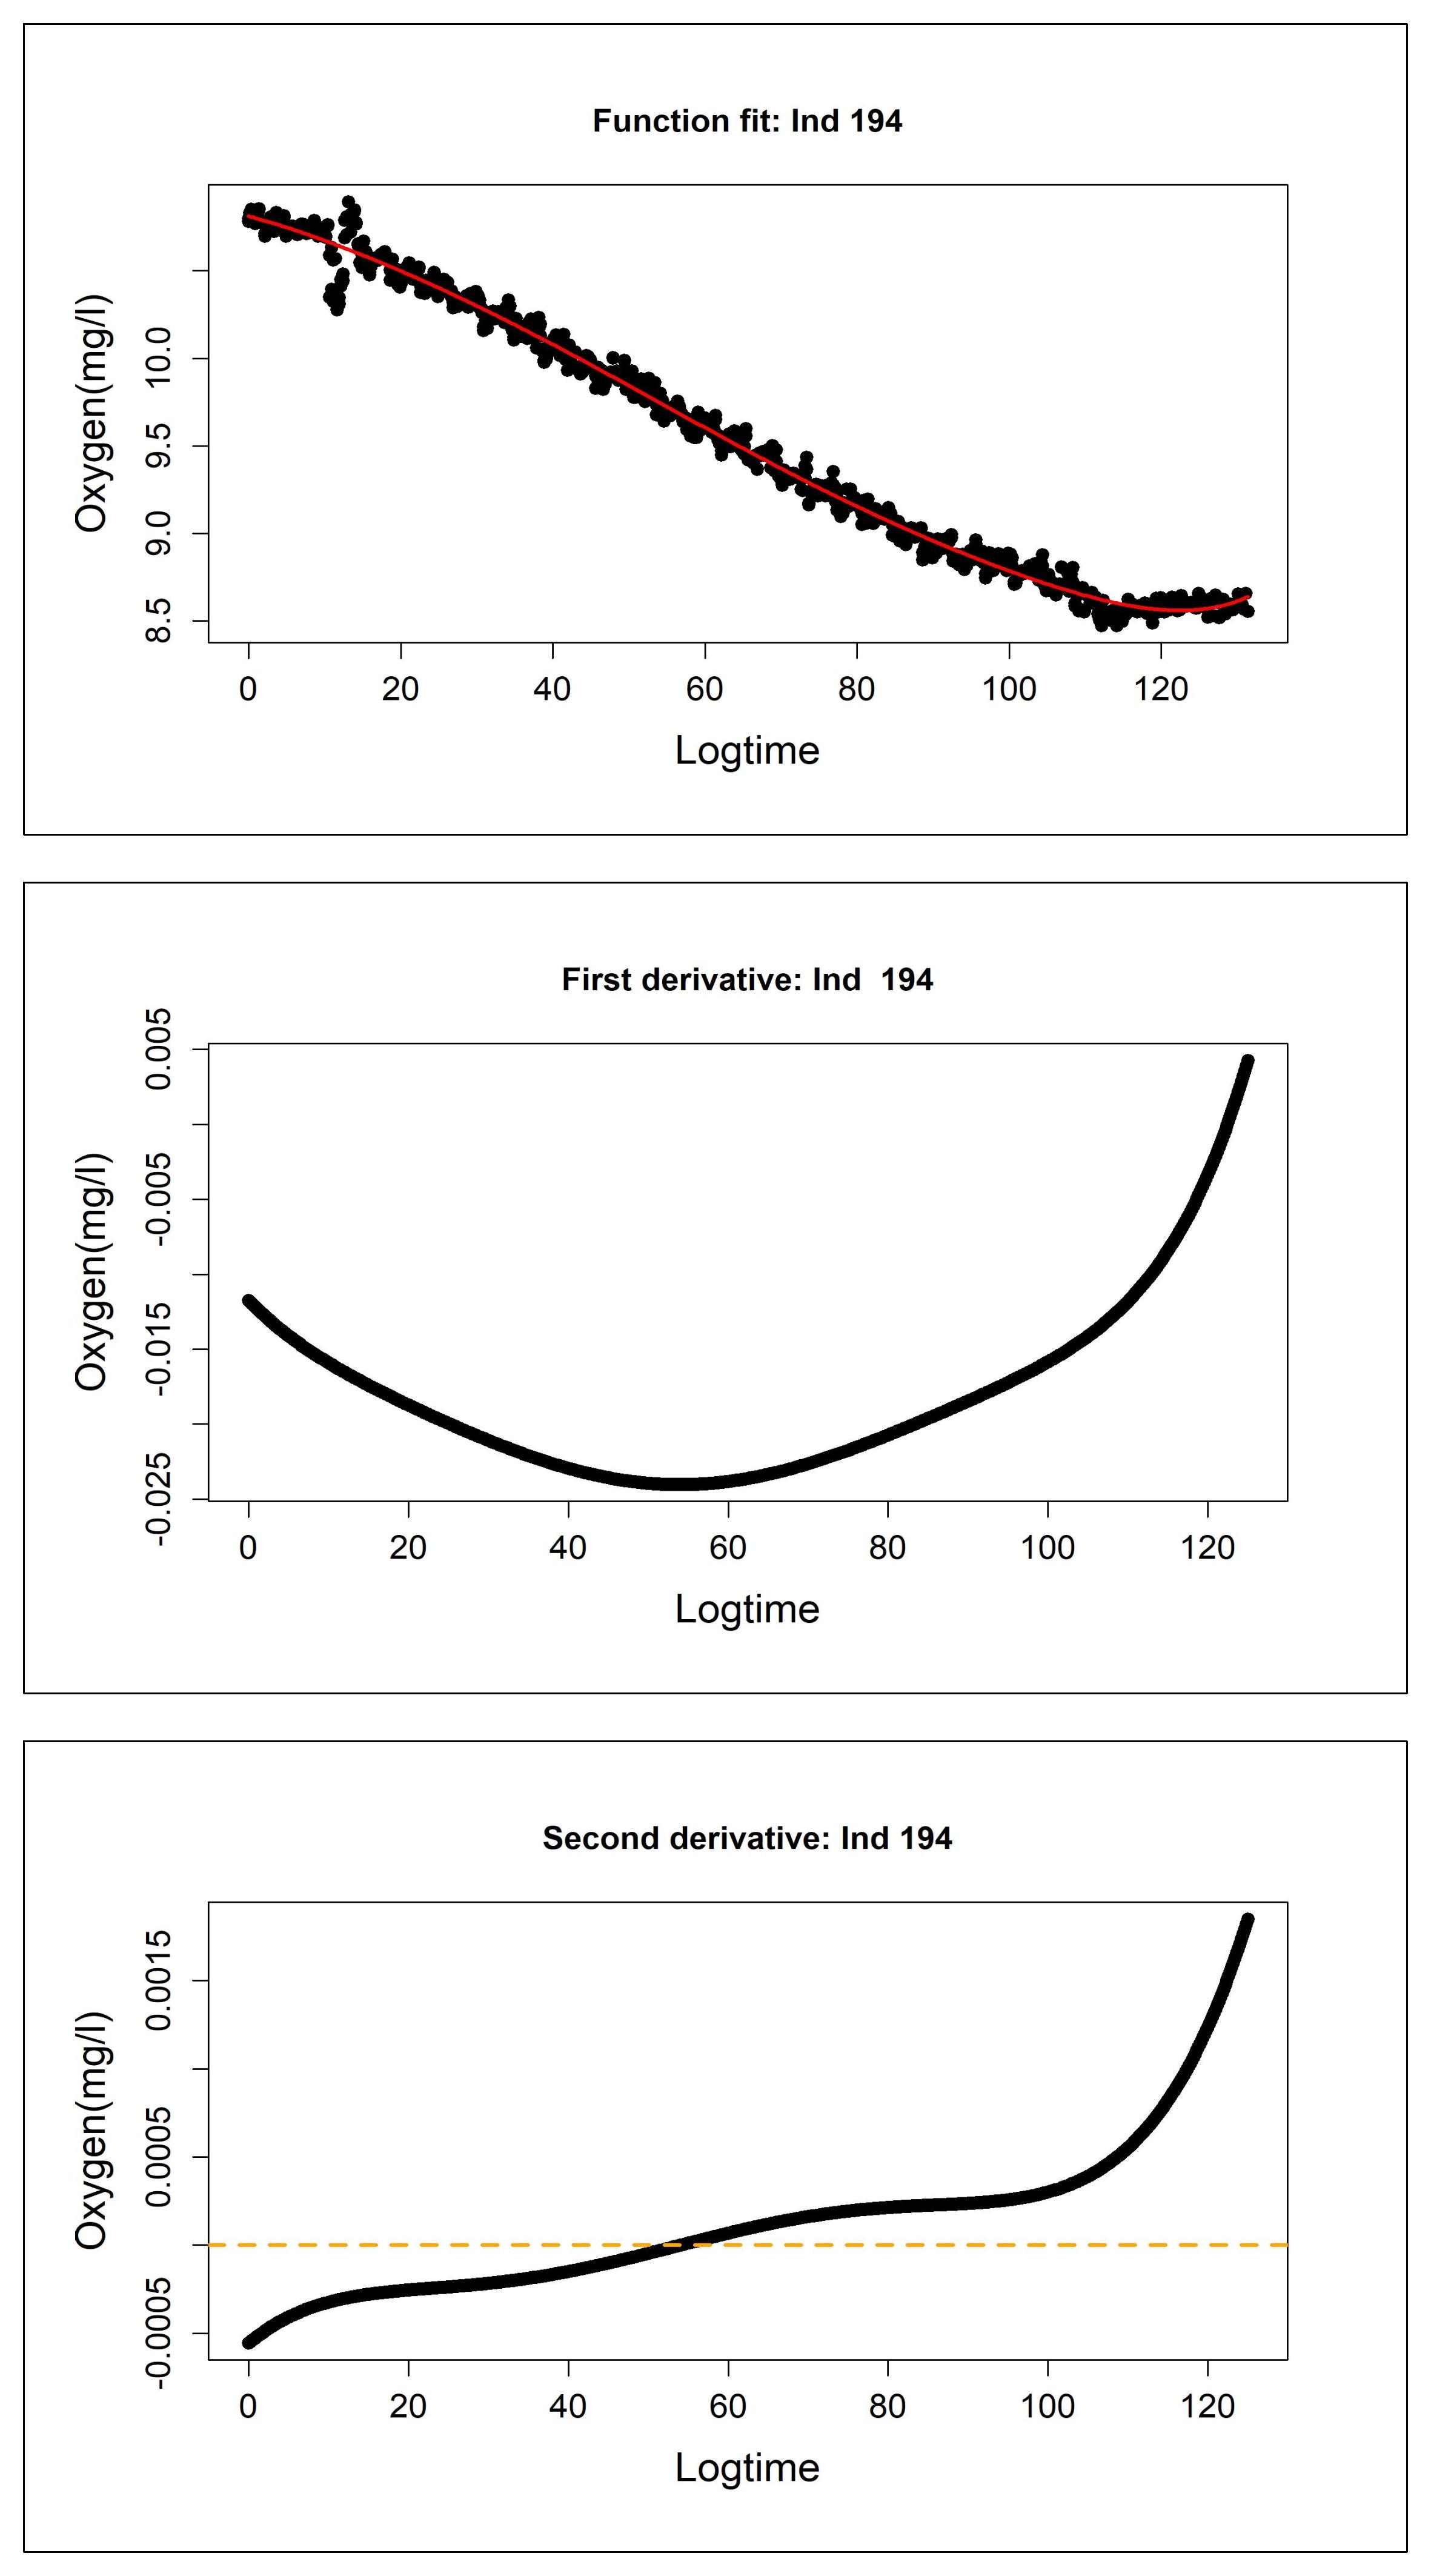 Function fit: Ind 194
Oxygen(mg/l)
10.0
9.5
9.0
8.5
0 20 40 60 80 100 120
Logtime
First derivative: Ind  194
Oxygen(mg/l)
0.005
-0.005
-0.015
-0.025
0 20 40 60 80 100 120
Logtime
Second derivative: Ind 194
Oxygen(mg/l)
0.0015
0.0005
-0.0005
0 20 40 60 80 100 120
Logtime